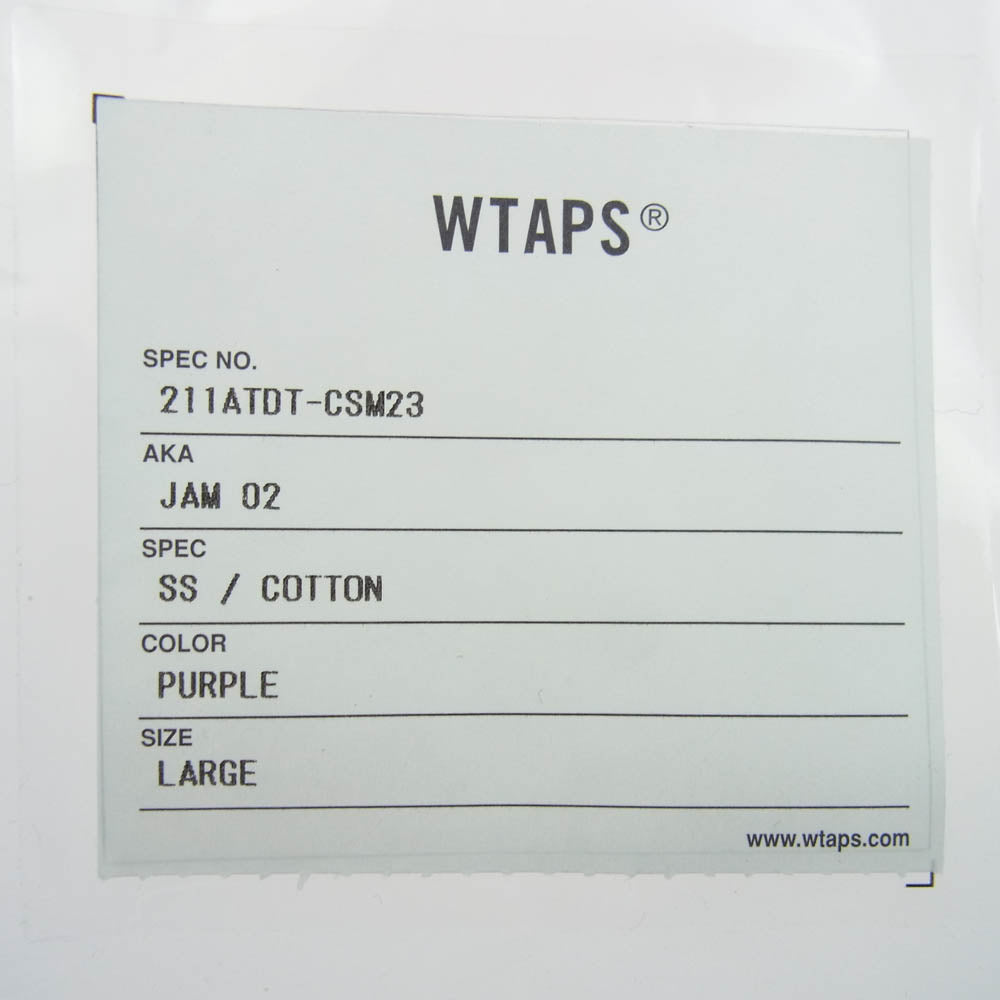 WTAPS®
SPEC NO.
211ATDT-CSM23
AKA
JAM 02
SPEC
SS / COTTON
COLOR
PURPLE
SIZE
LARGE
www.wtaps.com